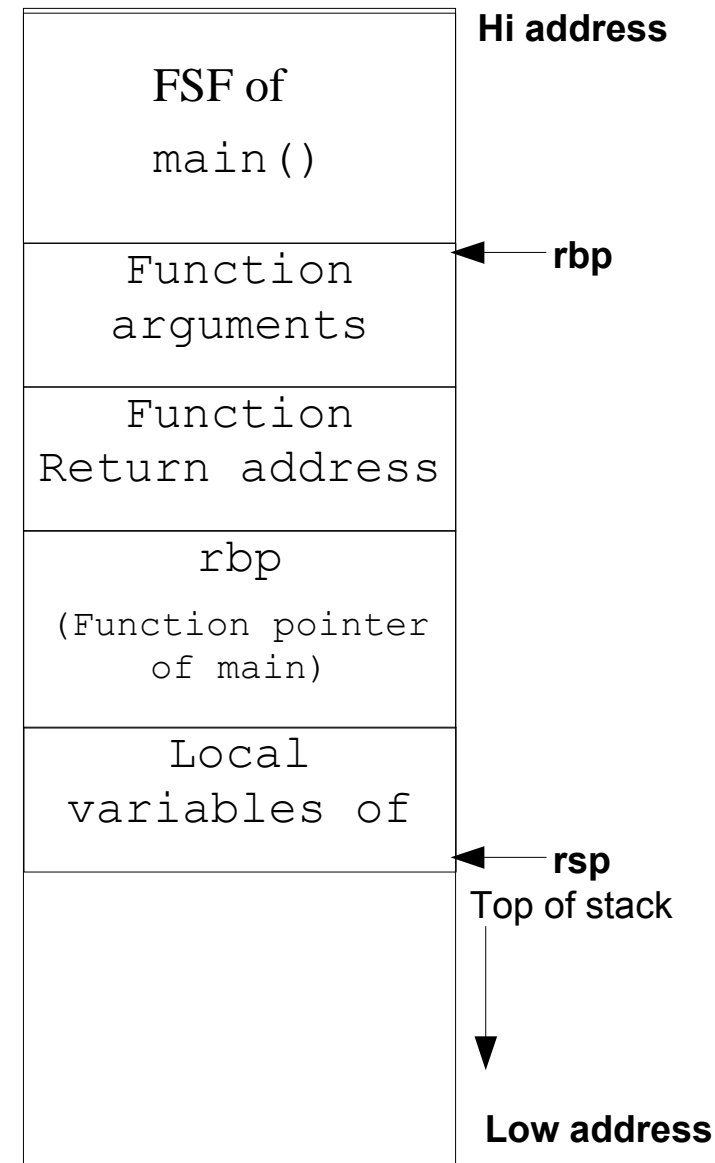 Hi address
FSF of
main()
rbp
Function
arguments
Function
Return address
rbp
(Function pointer
of main)
Local
variables of
rsp
Top of stack
Low address